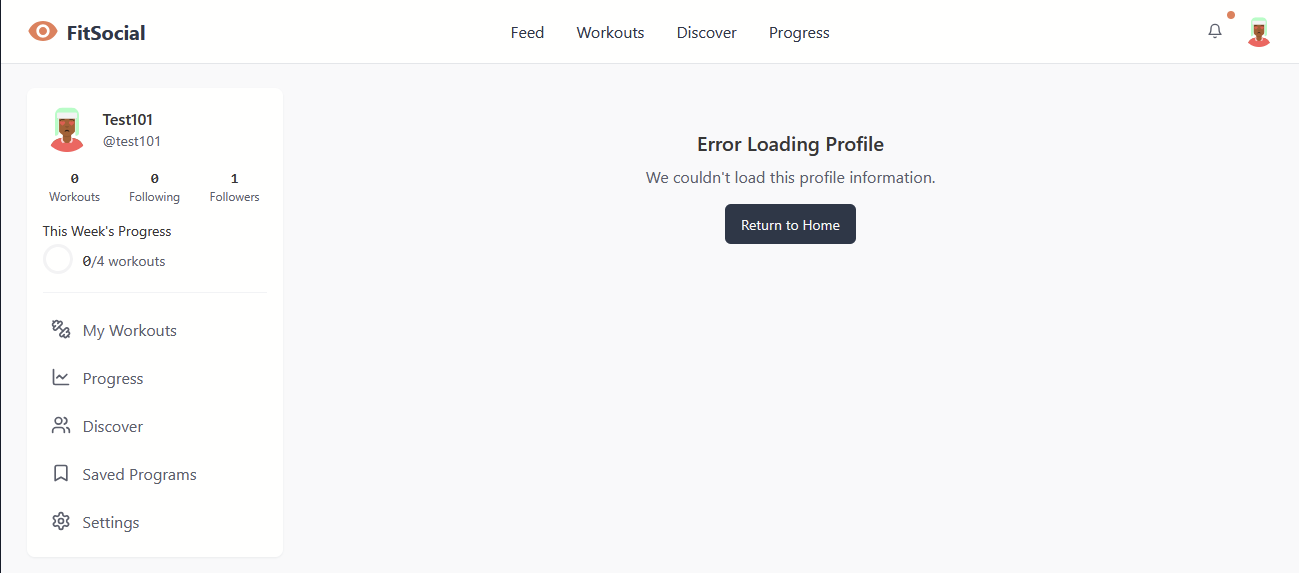 FitSocial
Feed Workouts Discover Progress
Test101
@test101
0 0 1
Workouts Following Followers
This Week's Progress
0/4 workouts
My Workouts
Progress
Discover
Saved Programs
Settings
Error Loading Profile
We couldn't load this profile information.
Return to Home